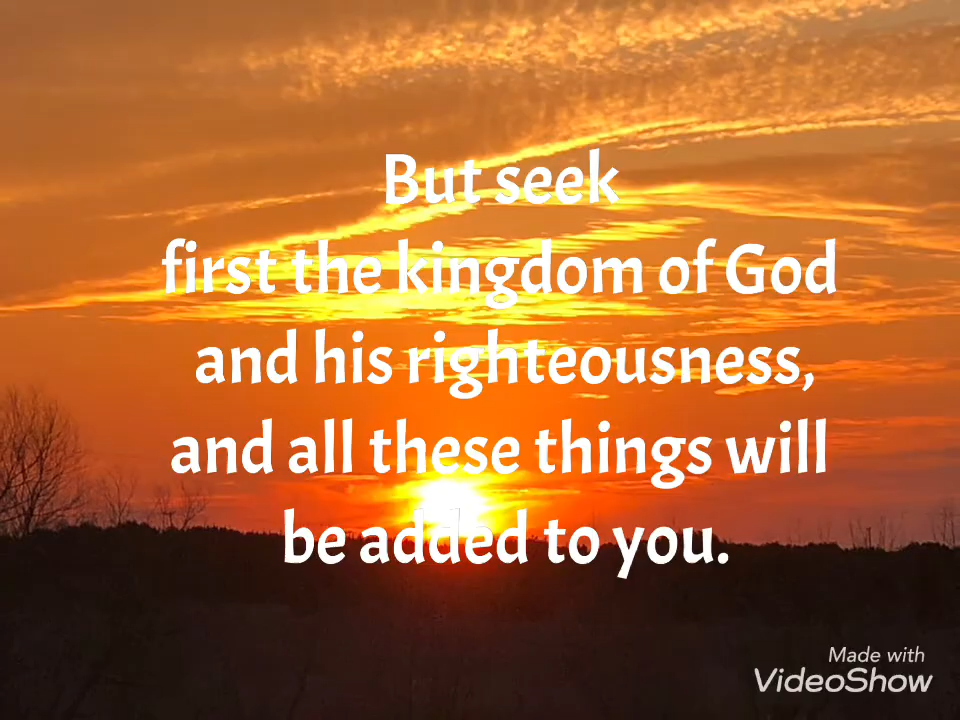 But seek
first the kingdom of God
and his righteousness,
and all these things will
be added to you.
Made with
VideoShow